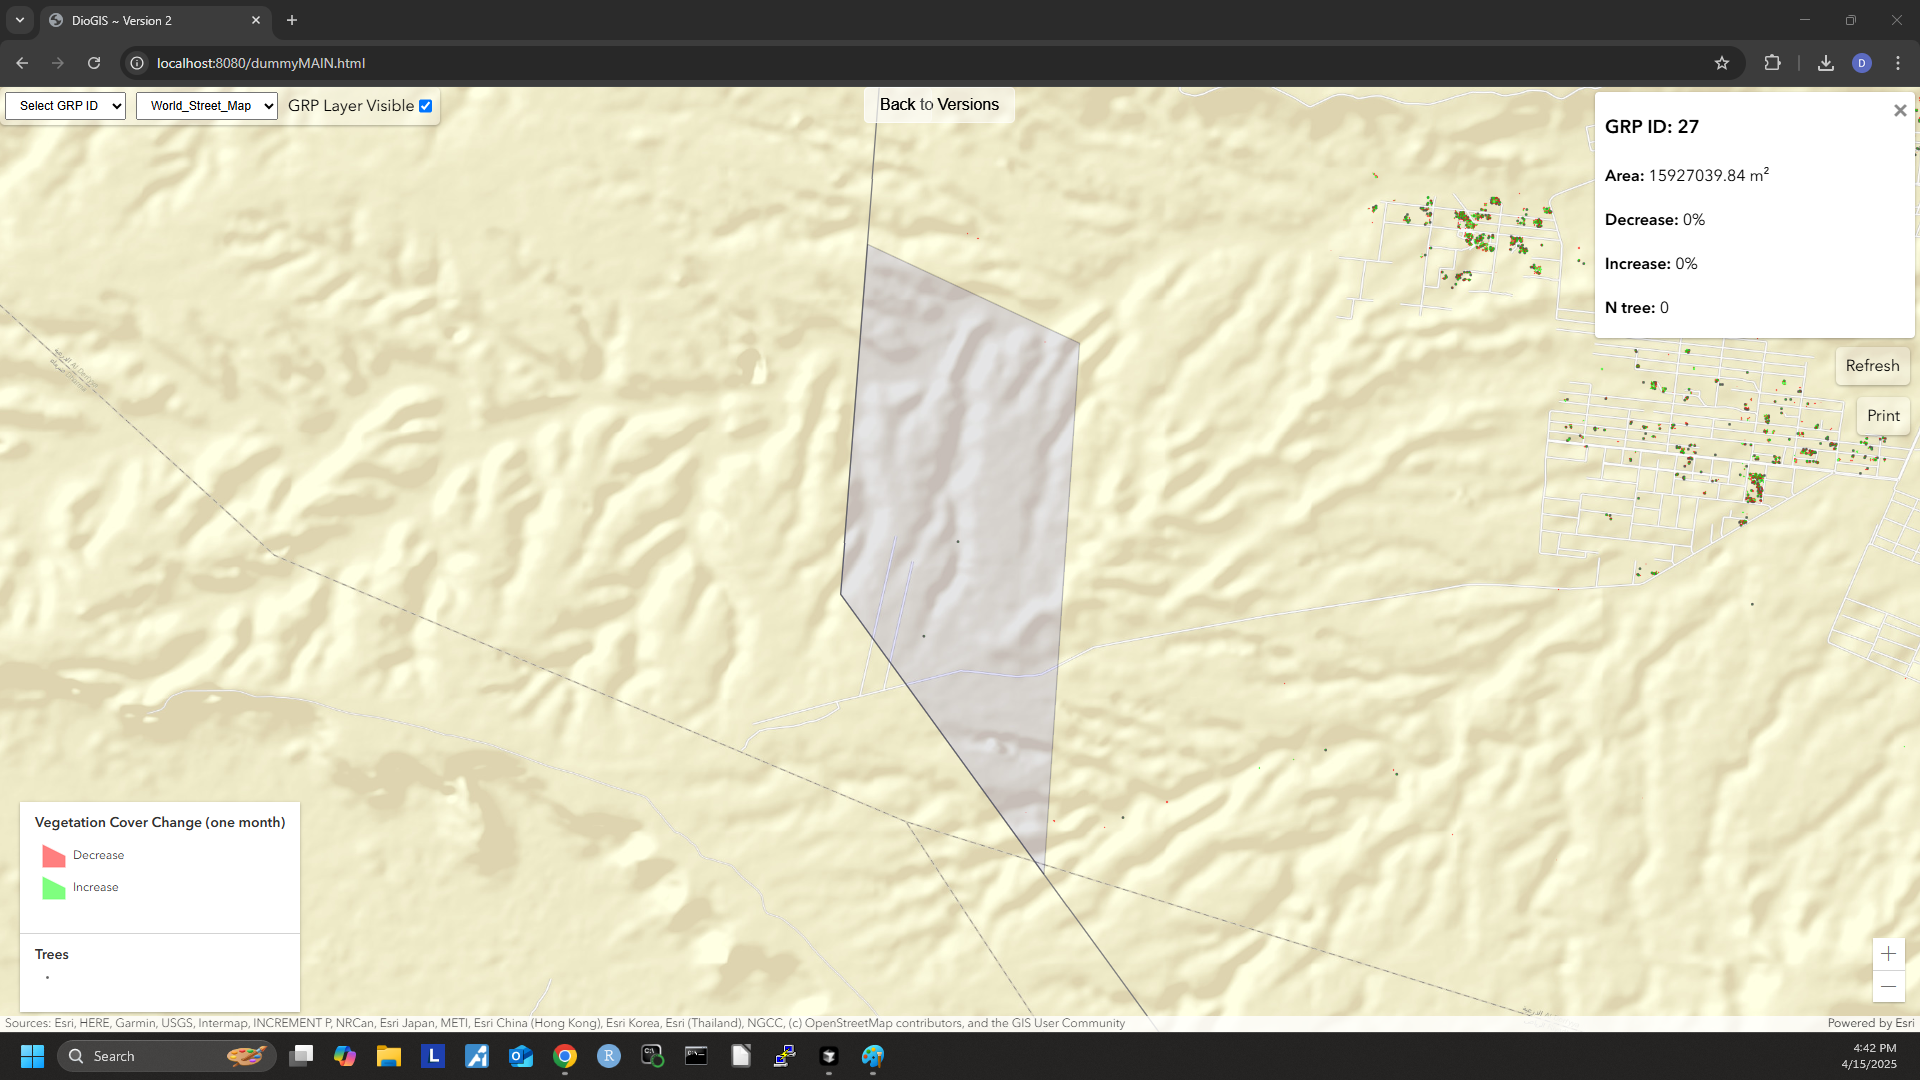 DioGIS ~ Version 2
localhost:8080/dummyMAIN.html
D
Select GRP ID
World_Street_Map
GRP Layer Visible
Back to Versions
GRP ID: 27
Area: 15927039.84 m²
Decrease: 0%
Increase: 0%
N tree: 0
Refresh
Print
Vegetation Cover Change (one month)
Decrease
Increase
Trees
Sources: Esri, HERE, Garmin, USGS, Intermap, INCREMENT P, NRCan, Esri Japan, METI, Esri China (Hong Kong), Esri Korea, Esri (Thailand), NGCC, (c) OpenStreetMap contributors, and the GIS User Community
Powered by Esri
Search
L
R
4:42 PM
4/15/2025